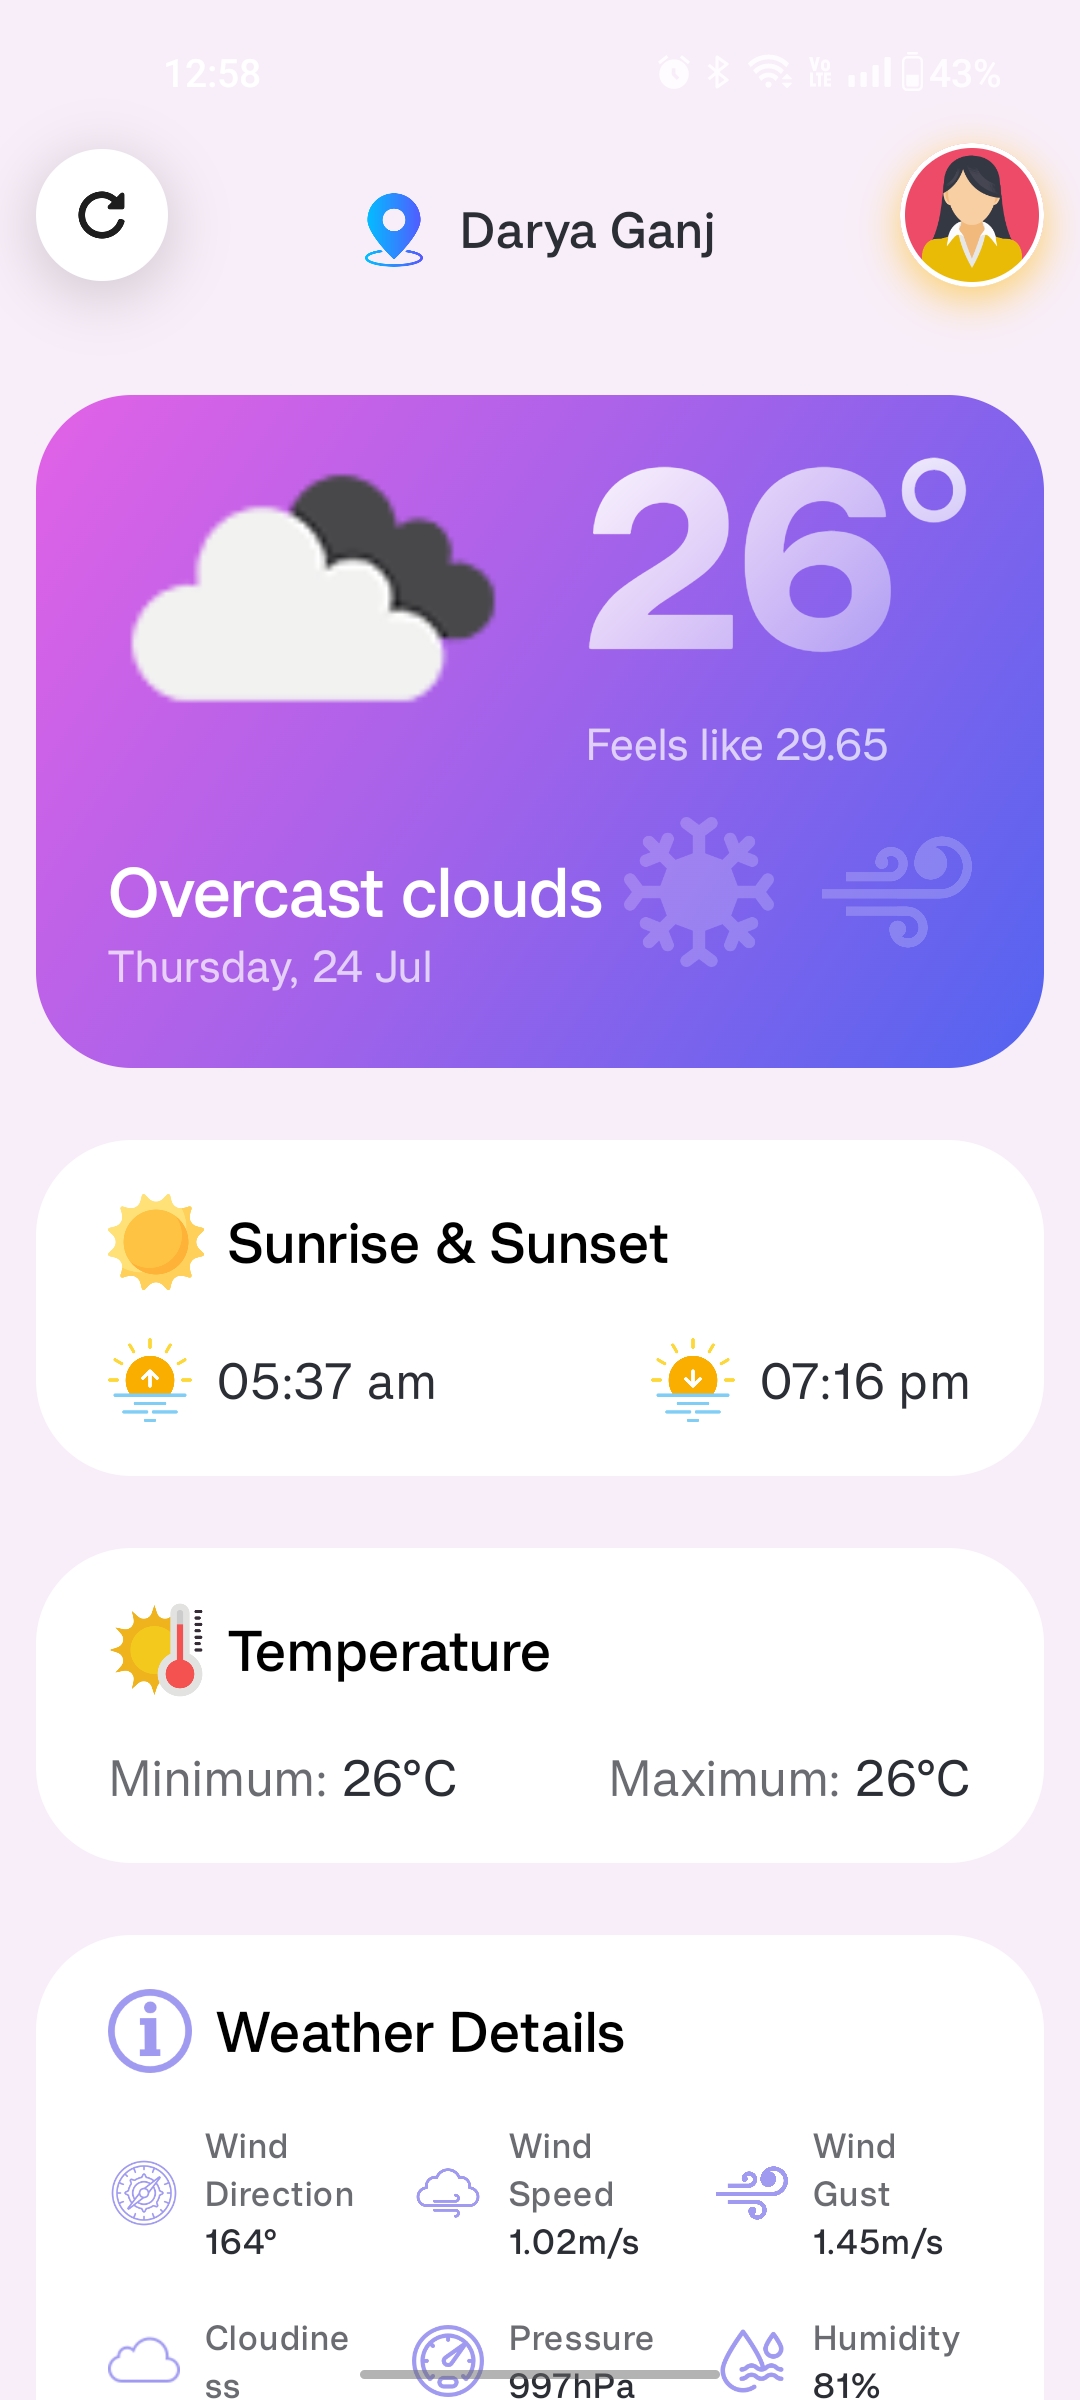 12:58
Vo LTE
43%
Darya Ganj
26°
Feels like 29.65
Overcast clouds
Thursday, 24 Jul
Sunrise & Sunset
05:37 am
07:16 pm
Temperature
Minimum: 26°C
Maximum: 26°C
Weather Details
Wind
Direction
164°
Wind
Speed
1.02m/s
Wind
Gust
1.45m/s
Cloudine
ss
Pressure
997hPa
Humidity
81%